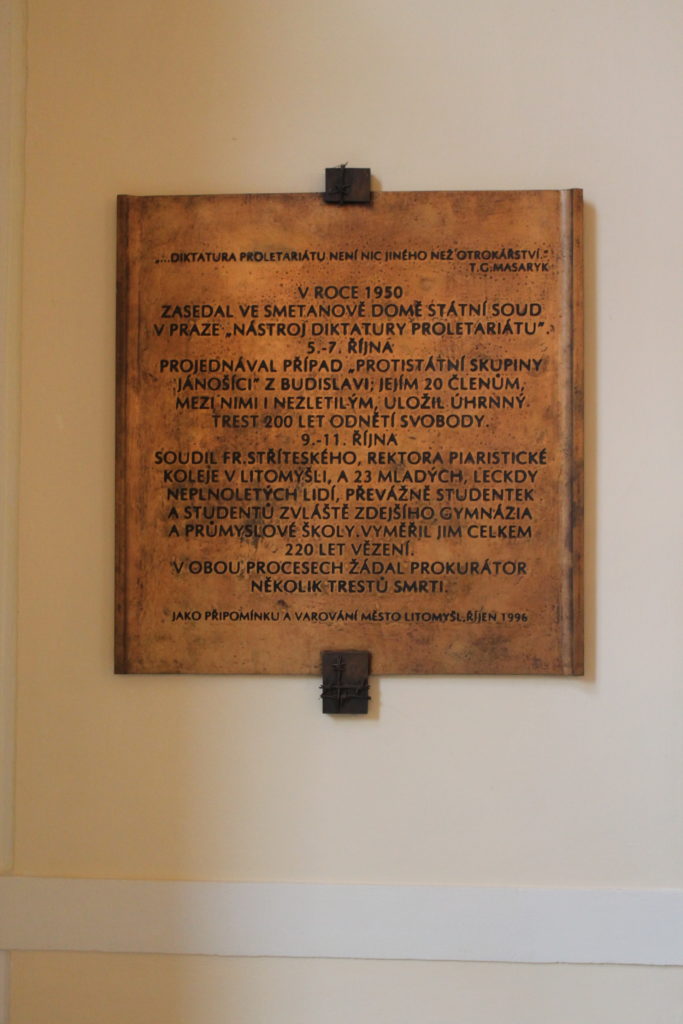 „...DIKTATURA PROLETARIÁTU NENÍ NIC JINÉHO NEŽ OTROKÁŘSTVÍ.“
T.G.MASARYK
V ROCE 1950
ZASEDAL VE SMETANOVĚ DOMĚ STÁTNÍ SOUD
V PRAZE „NÁSTROJ DIKTATURY PROLETARIÁTU”.
5.-7. ŘÍJNA
PROJEDNÁVAL PŘÍPAD „PROTISTÁTNÍ SKUPINY
JÁNOŠÍCI” Z BUDISLAVI; JEJÍM 20 ČLENŮM,
MEZI NIMI I NEZLETILÝM, ULOŽIL ÚHRNNÝ
TREST 200 LET ODNĚTÍ SVOBODY.
9.-11. ŘÍJNA
SOUDIL FR.STŘÍTESKÉHO, REKTORA PIARISTICKÉ
KOLEJE V LITOMYŠLI, A 23 MLADÝCH, LECKDY
NEPLNOLETÝCH LIDÍ, PŘEVÁŽNĚ STUDENTEK
A STUDENTŮ ZVLÁŠTĚ ZDEJŠÍHO GYMNÁZIA
A PRŮMYSLOVÉ ŠKOLY.VYMĚŘIL JIM CELKEM
220 LET VĚZENÍ.
V OBOU PROCESECH ŽÁDAL PROKURÁTOR
NĚKOLIK TRESTŮ SMRTI.
JAKO PŘIPOMÍNKU A VAROVÁNÍ MĚSTO LITOMYŠL,ŘÍJEN 1996